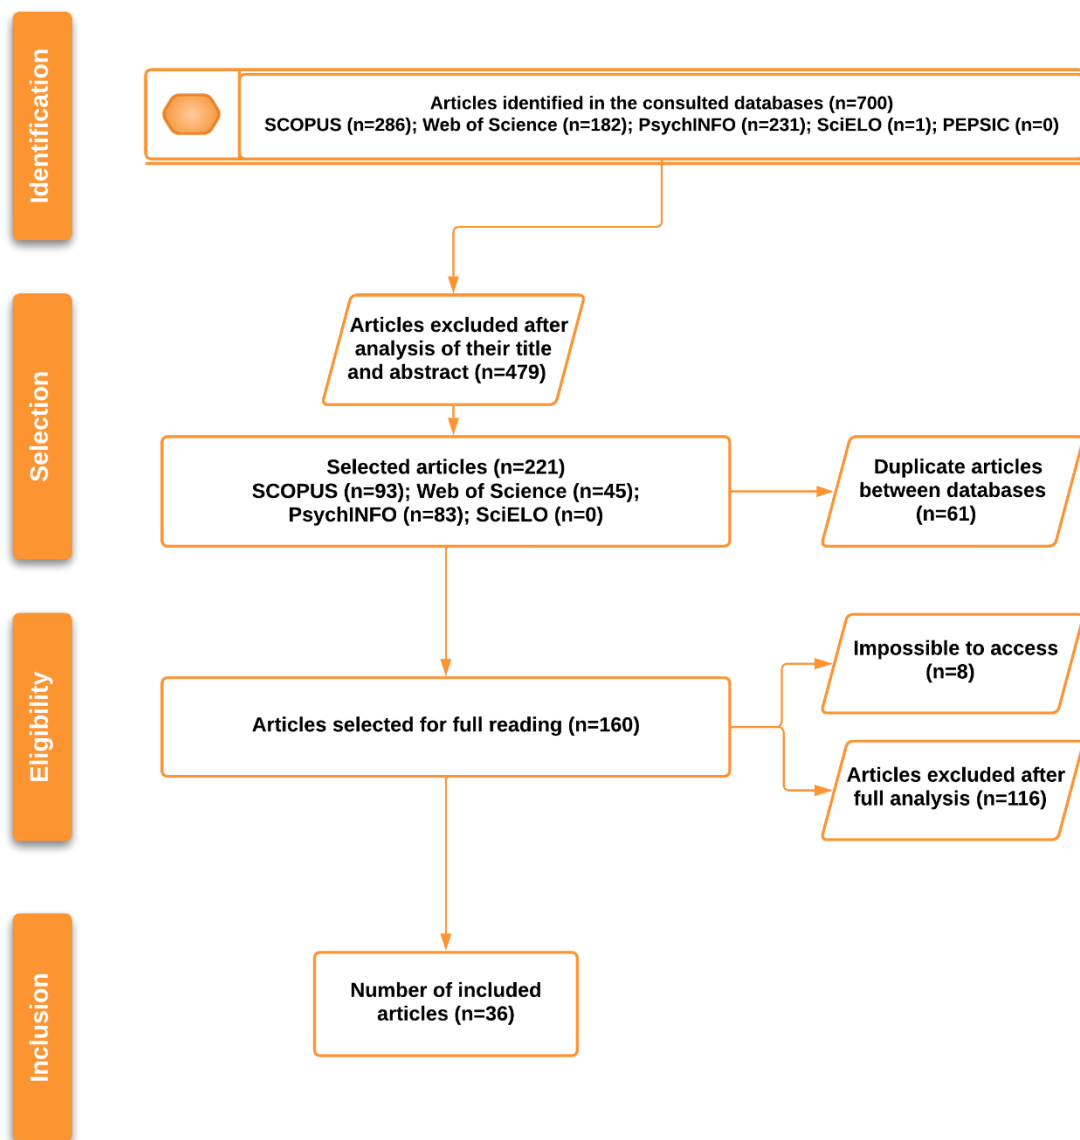 Identification
Articles identified in the consulted databases (n=700)
SCOPUS (n=286); Web of Science (n=182); PsychINFO (n=231); SciELO (n=1); PEPSIC (n=0)
Selection
Articles excluded after
analysis of their title
and abstract (n=479)
Selected articles (n=221)
SCOPUS (n=93); Web of Science (n=45);
PsychINFO (n=83); SciELO (n=0)
Duplicate articles
between databases
(n=61)
Eligibility
Articles selected for full reading (n=160)
Impossible to access
(n=8)
Articles excluded after
full analysis (n=116)
Inclusion
Number of included
articles (n=36)